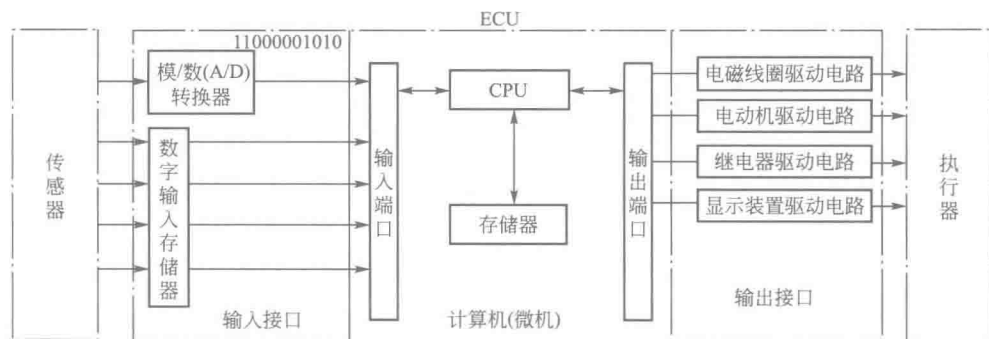 ECU
11000001010
模/数(A/D)
转换器
传感器
数字输入存储器
输入接口
输入端口
CPU
存储器
计算机(微机)
输出端口
电磁线圈驱动电路
电动机驱动电路
继电器驱动电路
显示装置驱动电路
输出接口
执行器